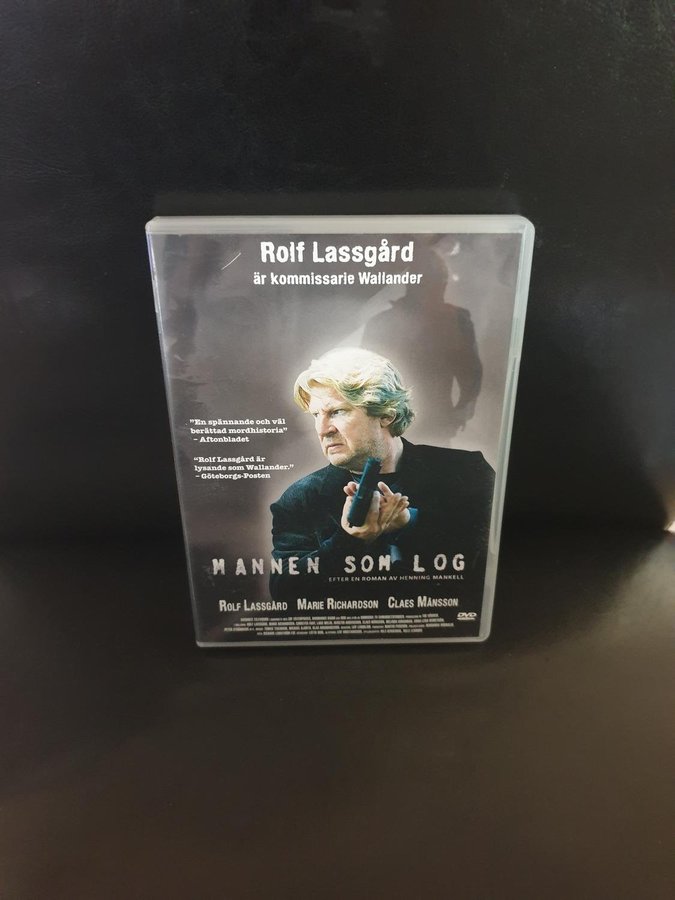 Rolf Lassgård
är kommissarie Wallander
”En spännande och väl
berättad mordhistoria”
– Aftonbladet
”Rolf Lassgård är
lysande som Wallander.”
– Göteborgs-Posten
MANNEN SOM LOG
EFTER EN ROMAN AV HENNING MANKELL
ROLF LASSGÅRD MARIE RICHARDSON CLAES MÅNSSON
DVD